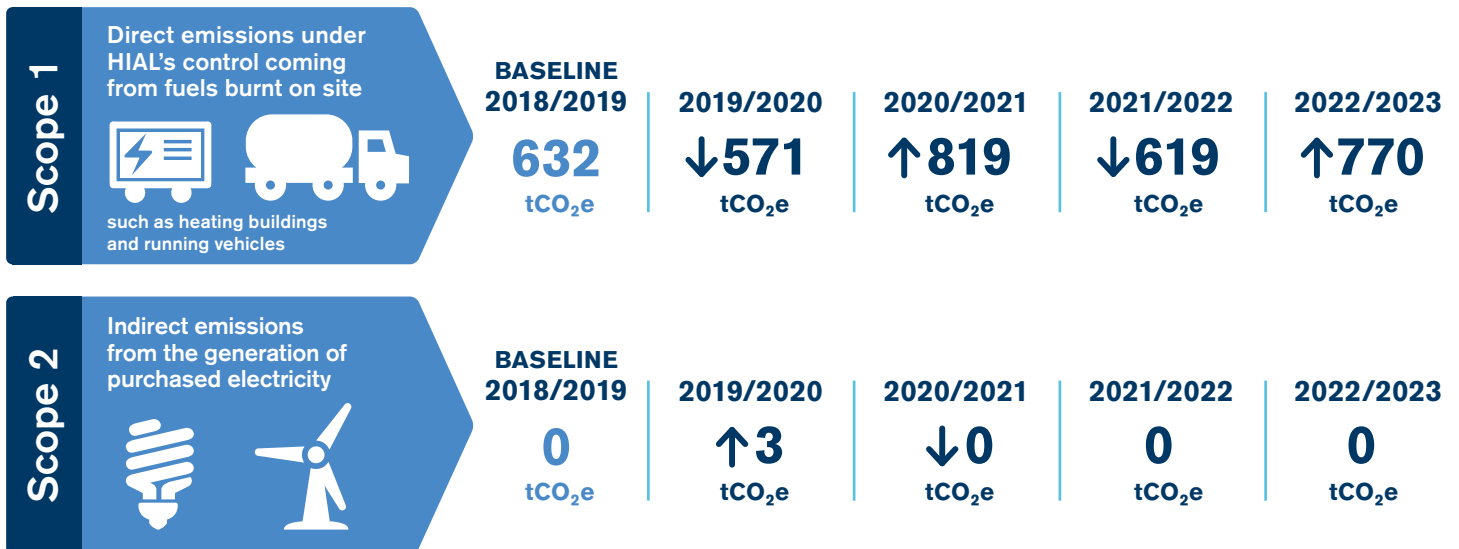 Scope 1
Direct emissions under
HIAL’s control coming
from fuels burnt on site
such as heating buildings
and running vehicles
BASELINE
2018/2019
632
tCO₂e
2019/2020
↓571
tCO₂e
2020/2021
↑819
tCO₂e
2021/2022
↓619
tCO₂e
2022/2023
↑770
tCO₂e
Scope 2
Indirect emissions
from the generation of
purchased electricity
BASELINE
2018/2019
0
tCO₂e
2019/2020
↑3
tCO₂e
2020/2021
↓0
tCO₂e
2021/2022
0
tCO₂e
2022/2023
0
tCO₂e